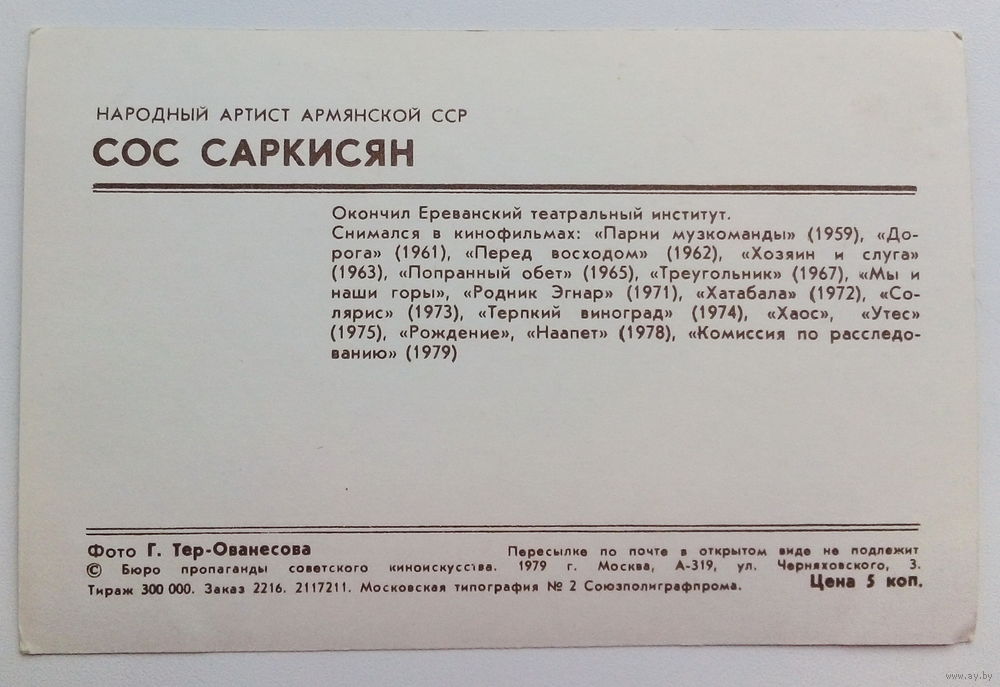 НАРОДНЫЙ АРТИСТ АРМЯНСКОЙ ССР
СОС САРКИСЯН
Окончил Ереванский театральный институт.
Снимался в кинофильмах: «Парни музкоманды» (1959), «До-
рога» (1961), «Перед восходом» (1962), «Хозяин и слуга»
(1963), «Попранный обет» (1965), «Треугольник» (1967), «Мы и
наши горы», «Родник Эгнар» (1971), «Хатабала» (1972), «Со-
лярис» (1973), «Терпкий виноград» (1974), «Хаос», «Утес»
(1975), «Рождение», «Наапет» (1978), «Комиссия по расследо-
ванию» (1979)
Фото Г. Тер-Ованесова Пересылке по почте в открытом виде не подлежит
© Бюро пропаганды советского киноискусства. 1979 г. Москва, А-319, ул. Черняховского, 3.
Тираж 300 000. Заказ 2216. 2117211. Московская типография № 2 Союзполиграфпрома. Цена 5 коп.
www.ay.by